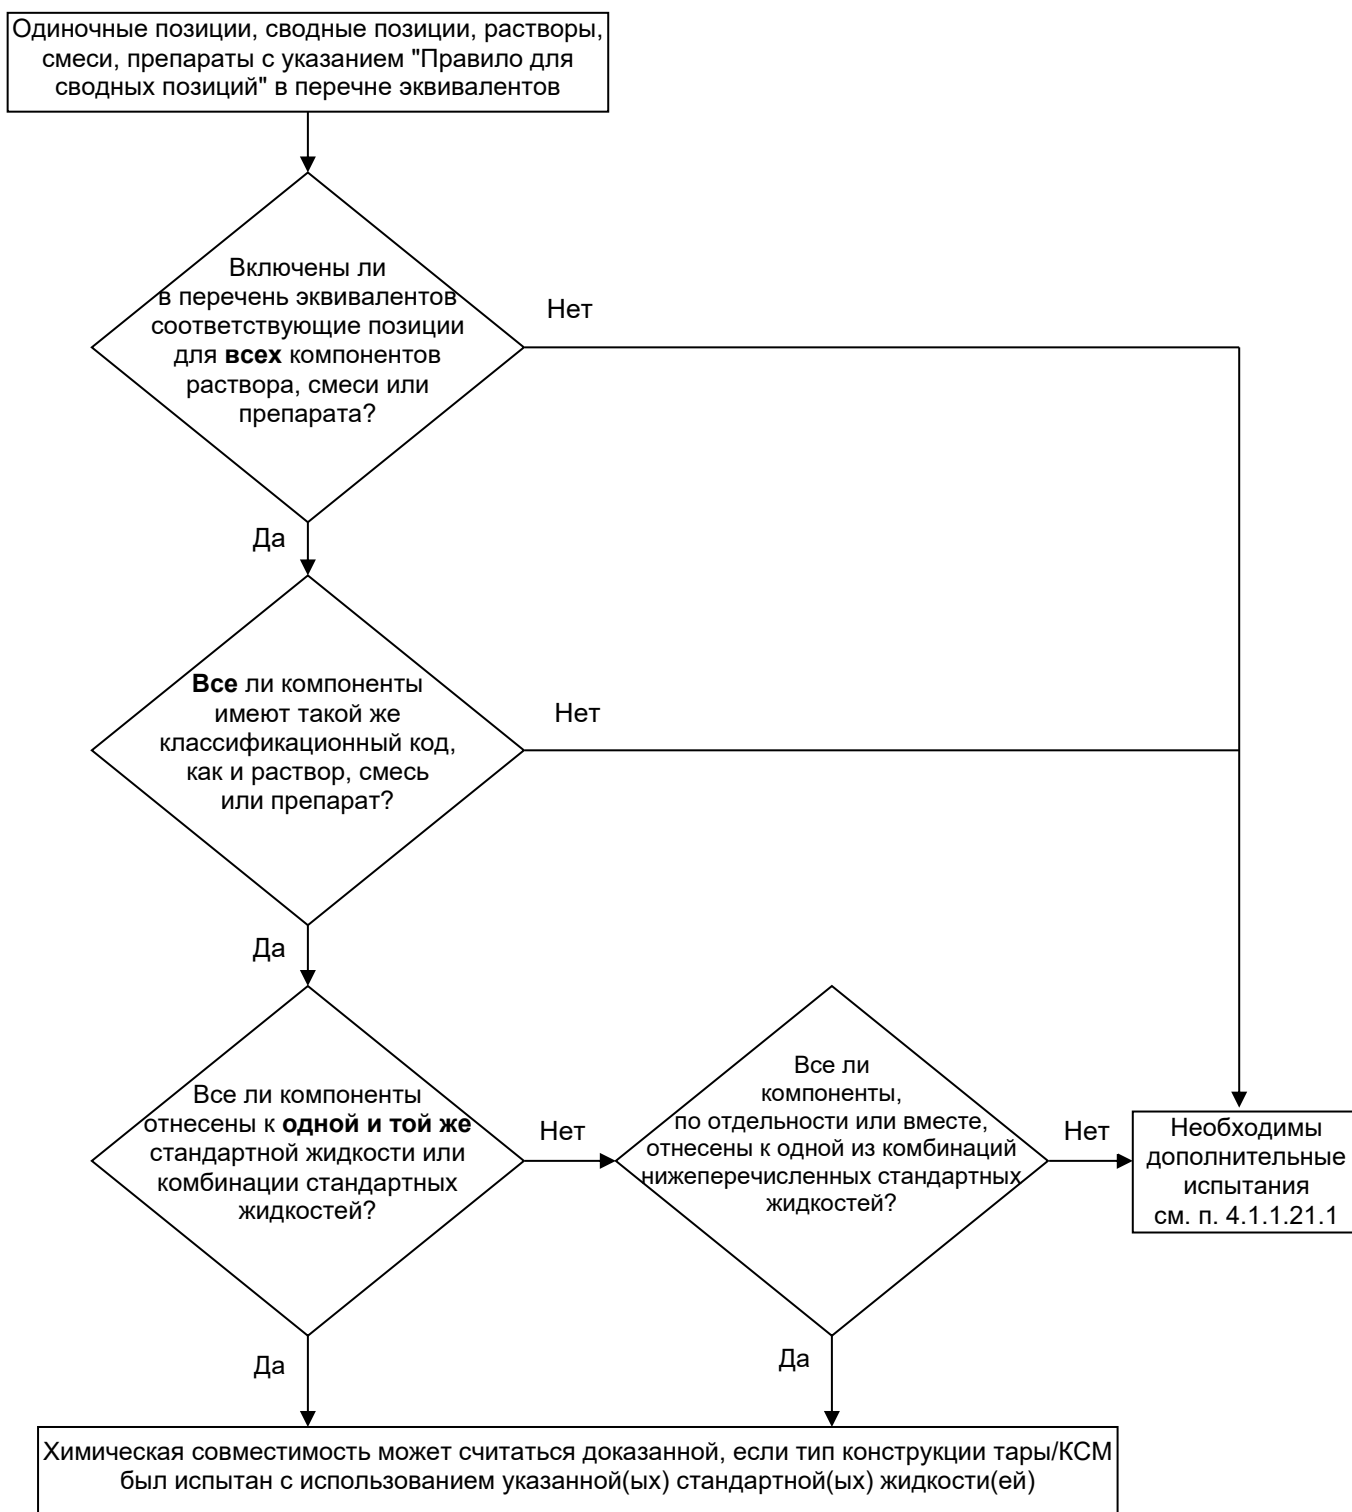 Одиночные позиции, сводные позиции, растворы,
смеси, препараты с указанием "Правило для
сводных позиций" в перечне эквивалентов
Включены ли
в перечень эквивалентов
соответствующие позиции
для всех компонентов
раствора, смеси или
препарата?
Нет
Да
Все ли компоненты
имеют такой же
классификационный код,
как и раствор, смесь
или препарат?
Нет
Да
Все ли компоненты
отнесены к одной и той же
стандартной жидкости или
комбинации стандартных
жидкостей?
Нет
Все ли
компоненты,
по отдельности или вместе,
отнесены к одной из комбинаций
нижеперечисленных стандартных
жидкостей?
Нет
Необходимы
дополнительные
испытания
см. п. 4.1.1.21.1
Да
Да
Химическая совместимость может считаться доказанной, если тип конструкции тары/КСМ
был испытан с использованием указанной(ых) стандартной(ых) жидкости(ей)